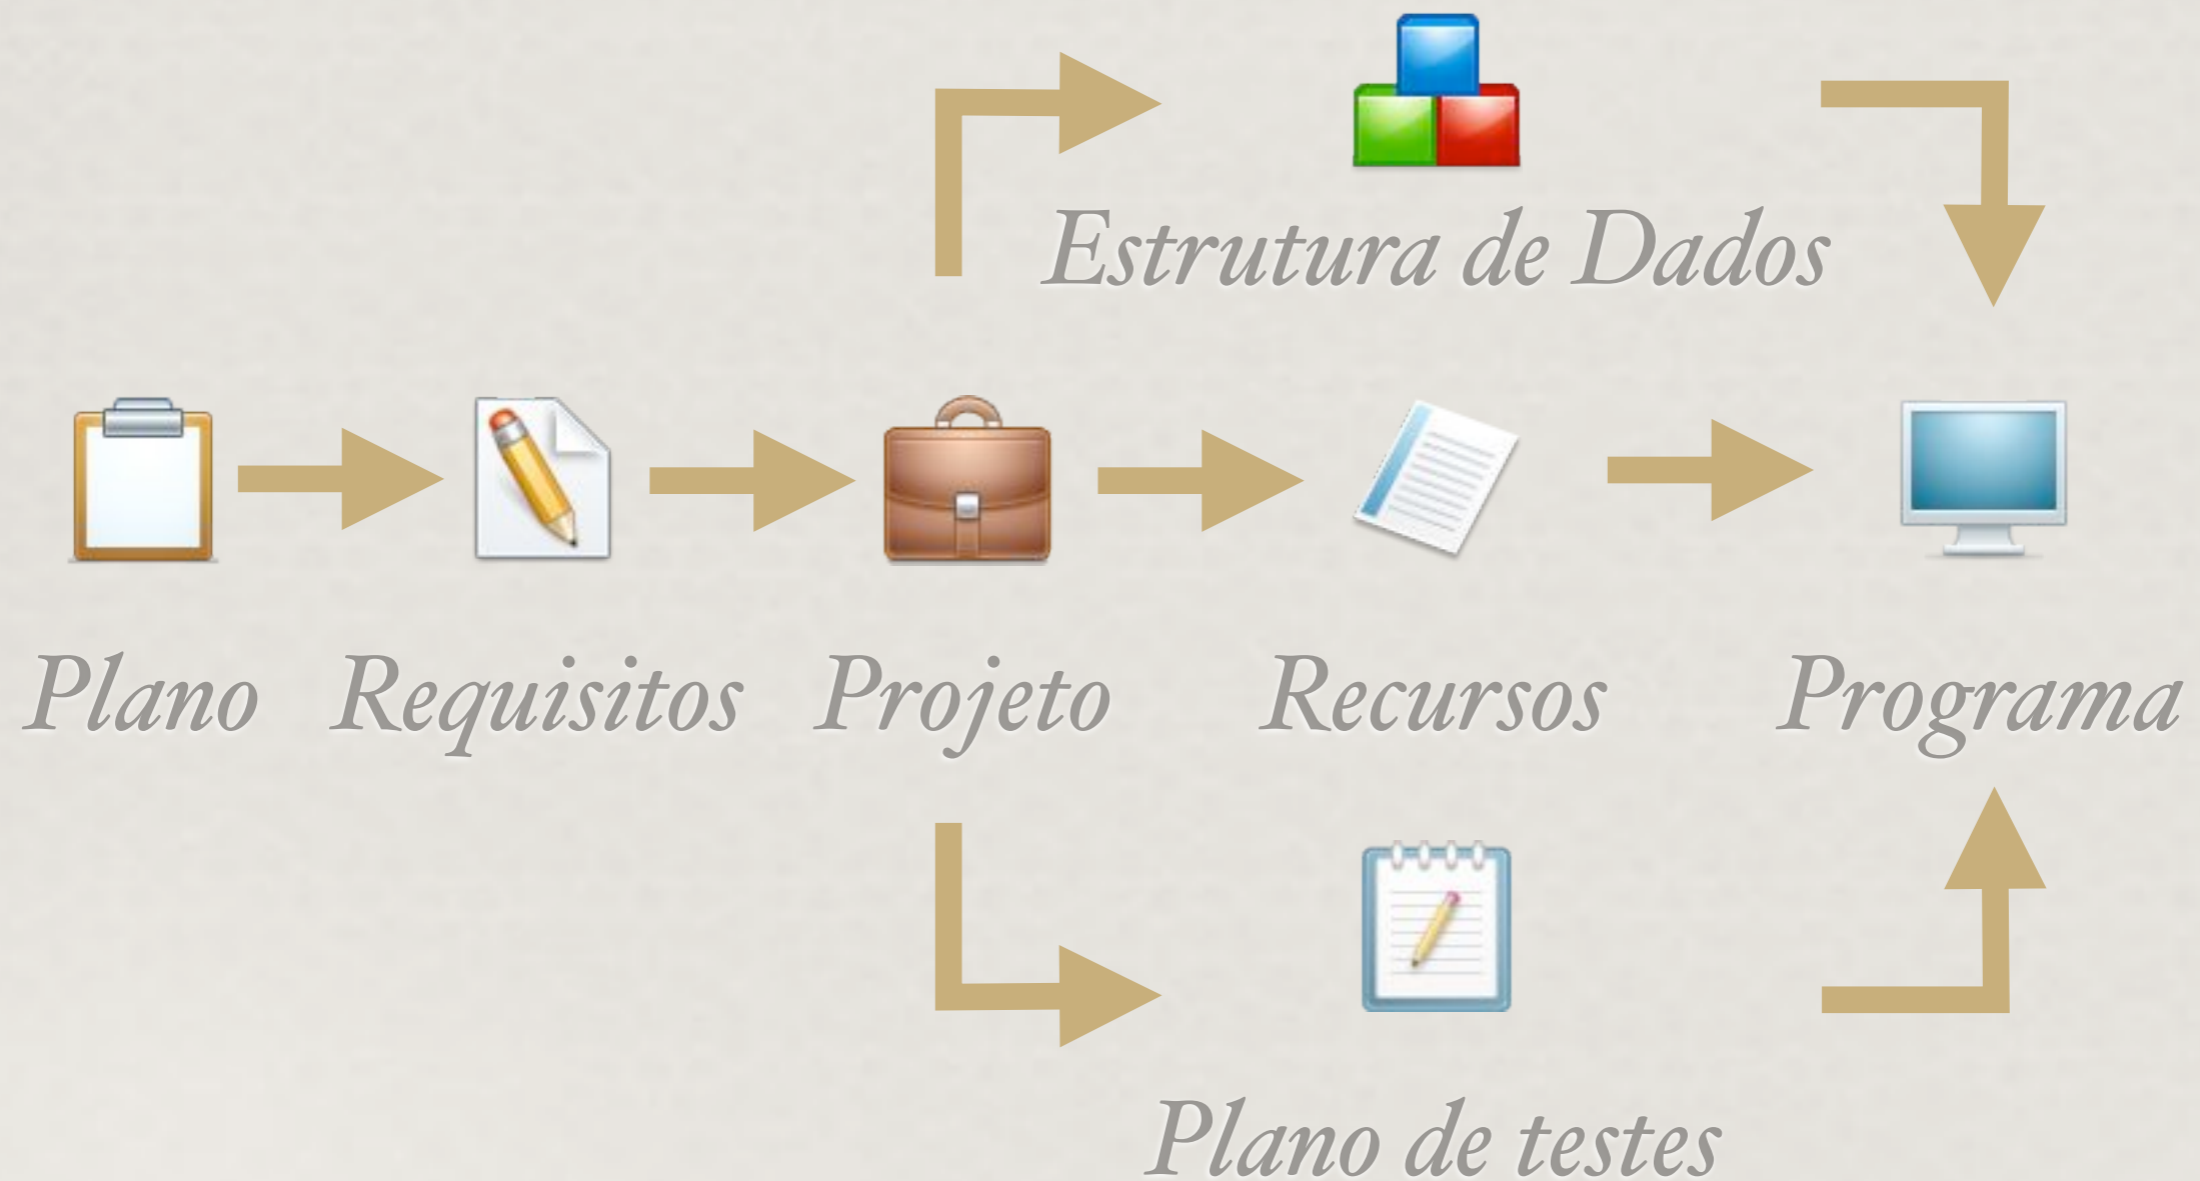 Estrutura de Dados
Plano
Requisitos
Projeto
Recursos
Programa
Plano de testes